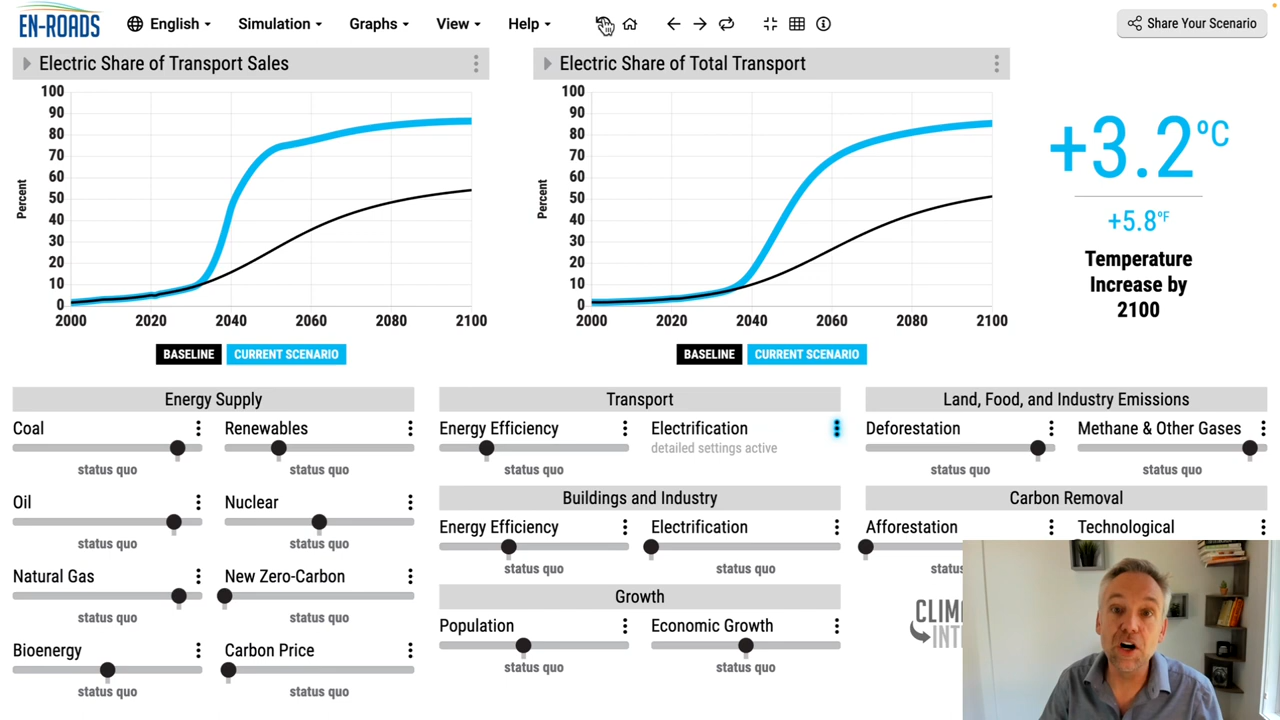 EN-ROADS
English
Simulation
Graphs
View
Help
Share Your Scenario
Electric Share of Transport Sales
Percent
100
90
80
70
60
50
40
30
20
10
0
2000 2020 2040 2060 2080 2100
BASELINE CURRENT SCENARIO
Electric Share of Total Transport
Percent
100
90
80
70
60
50
40
30
20
10
0
2000 2020 2040 2060 2080 2100
BASELINE CURRENT SCENARIO
+3.2°C
+5.8°F
Temperature
Increase by
2100
Energy Supply
Coal
status quo
Renewables
status quo
Oil
status quo
Nuclear
status quo
Natural Gas
status quo
New Zero-Carbon
status quo
Bioenergy
status quo
Carbon Price
status quo
Transport
Energy Efficiency
status quo
Electrification
detailed settings active
Buildings and Industry
Energy Efficiency
status quo
Electrification
status quo
Growth
Population
status quo
Economic Growth
status quo
Land, Food, and Industry Emissions
Deforestation
status quo
Methane & Other Gases
status quo
Carbon Removal
Afforestation
Technological